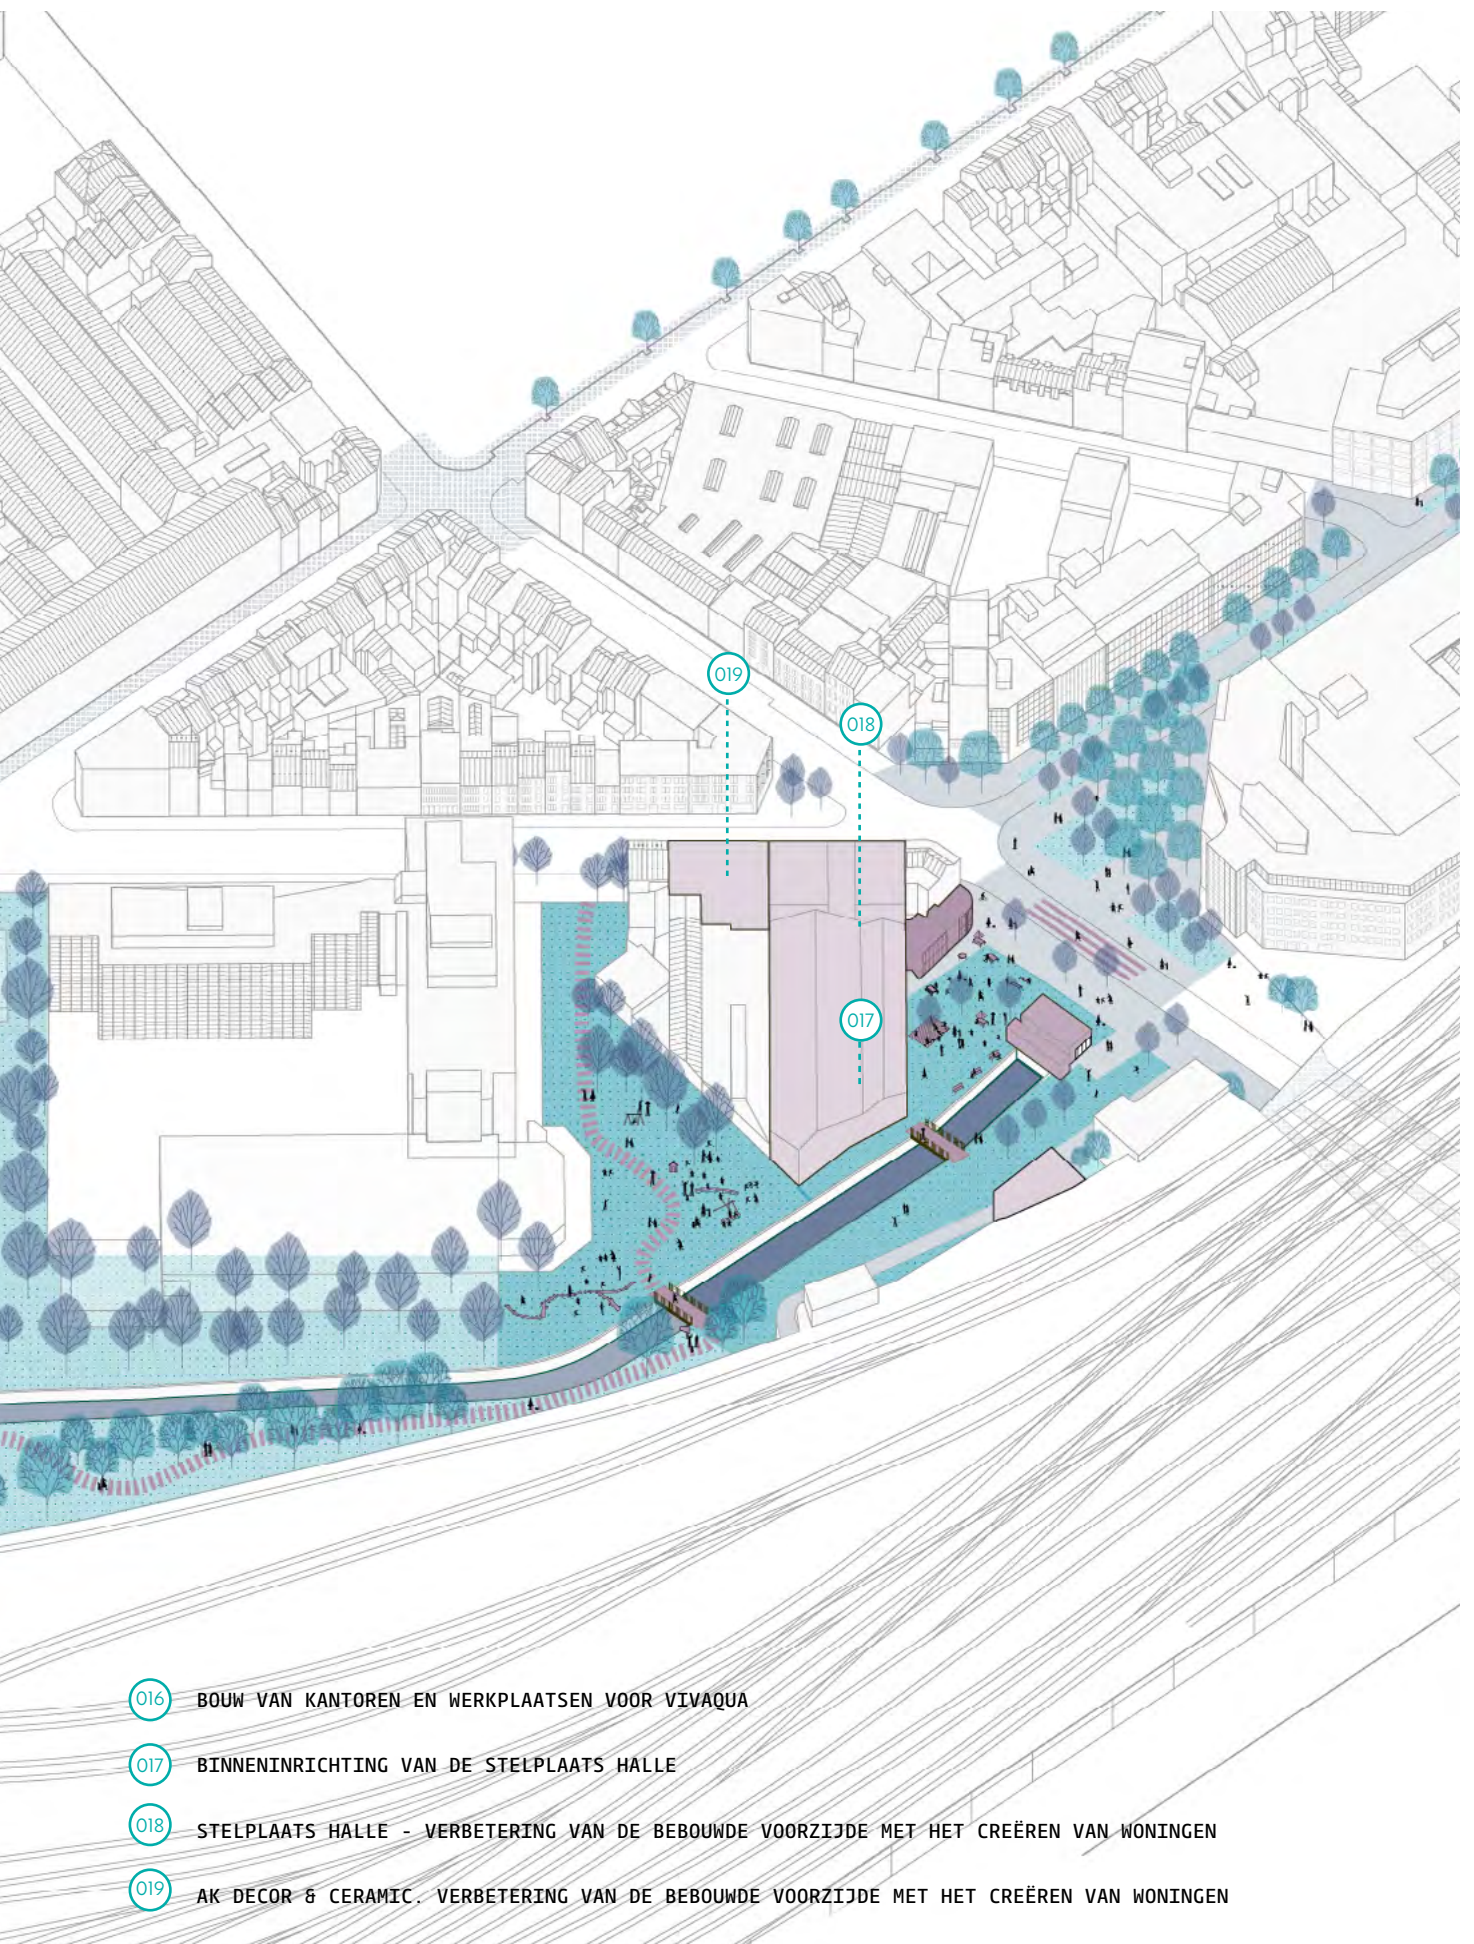 019
018
017
016 BOUW VAN KANTOREN EN WERKPLAATSEN VOOR VIVAQUA
017 BINNENINRICHTING VAN DE STELPLAATS HALLE
018 STELPLAATS HALLE - VERBETERING VAN DE BEBOUWDE VOORZIJDE MET HET CREËREN VAN WONINGEN
019 AK DECOR & CERAMIC. VERBETERING VAN DE BEBOUWDE VOORZIJDE MET HET CREËREN VAN WONINGEN